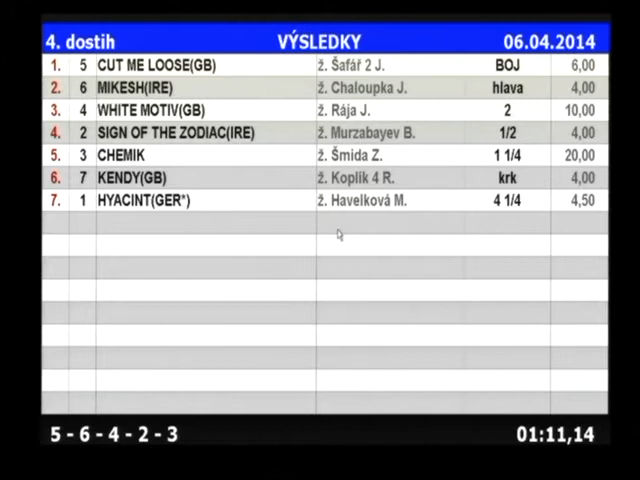 4. dostih VÝSLEDKY 06.04.2014
1. 5 CUT ME LOOSE(GB) ž. Šafář 2 J. BOJ 6,00
2. 6 MIKESH(IRE) ž. Chaloupka J. hlava 4,00
3. 4 WHITE MOTIV(GB) ž. Rája J. 2 10,00
4. 2 SIGN OF THE ZODIAC(IRE) ž. Murzabayev B. 1/2 4,00
5. 3 CHEMIK ž. Šmida Z. 1 1/4 20,00
6. 7 KENDY(GB) ž. Koplík 4 R. krk 4,00
7. 1 HYACINT(GER*) ž. Havelková M. 4 1/4 4,50
5 - 6 - 4 - 2 - 3 01:11,14